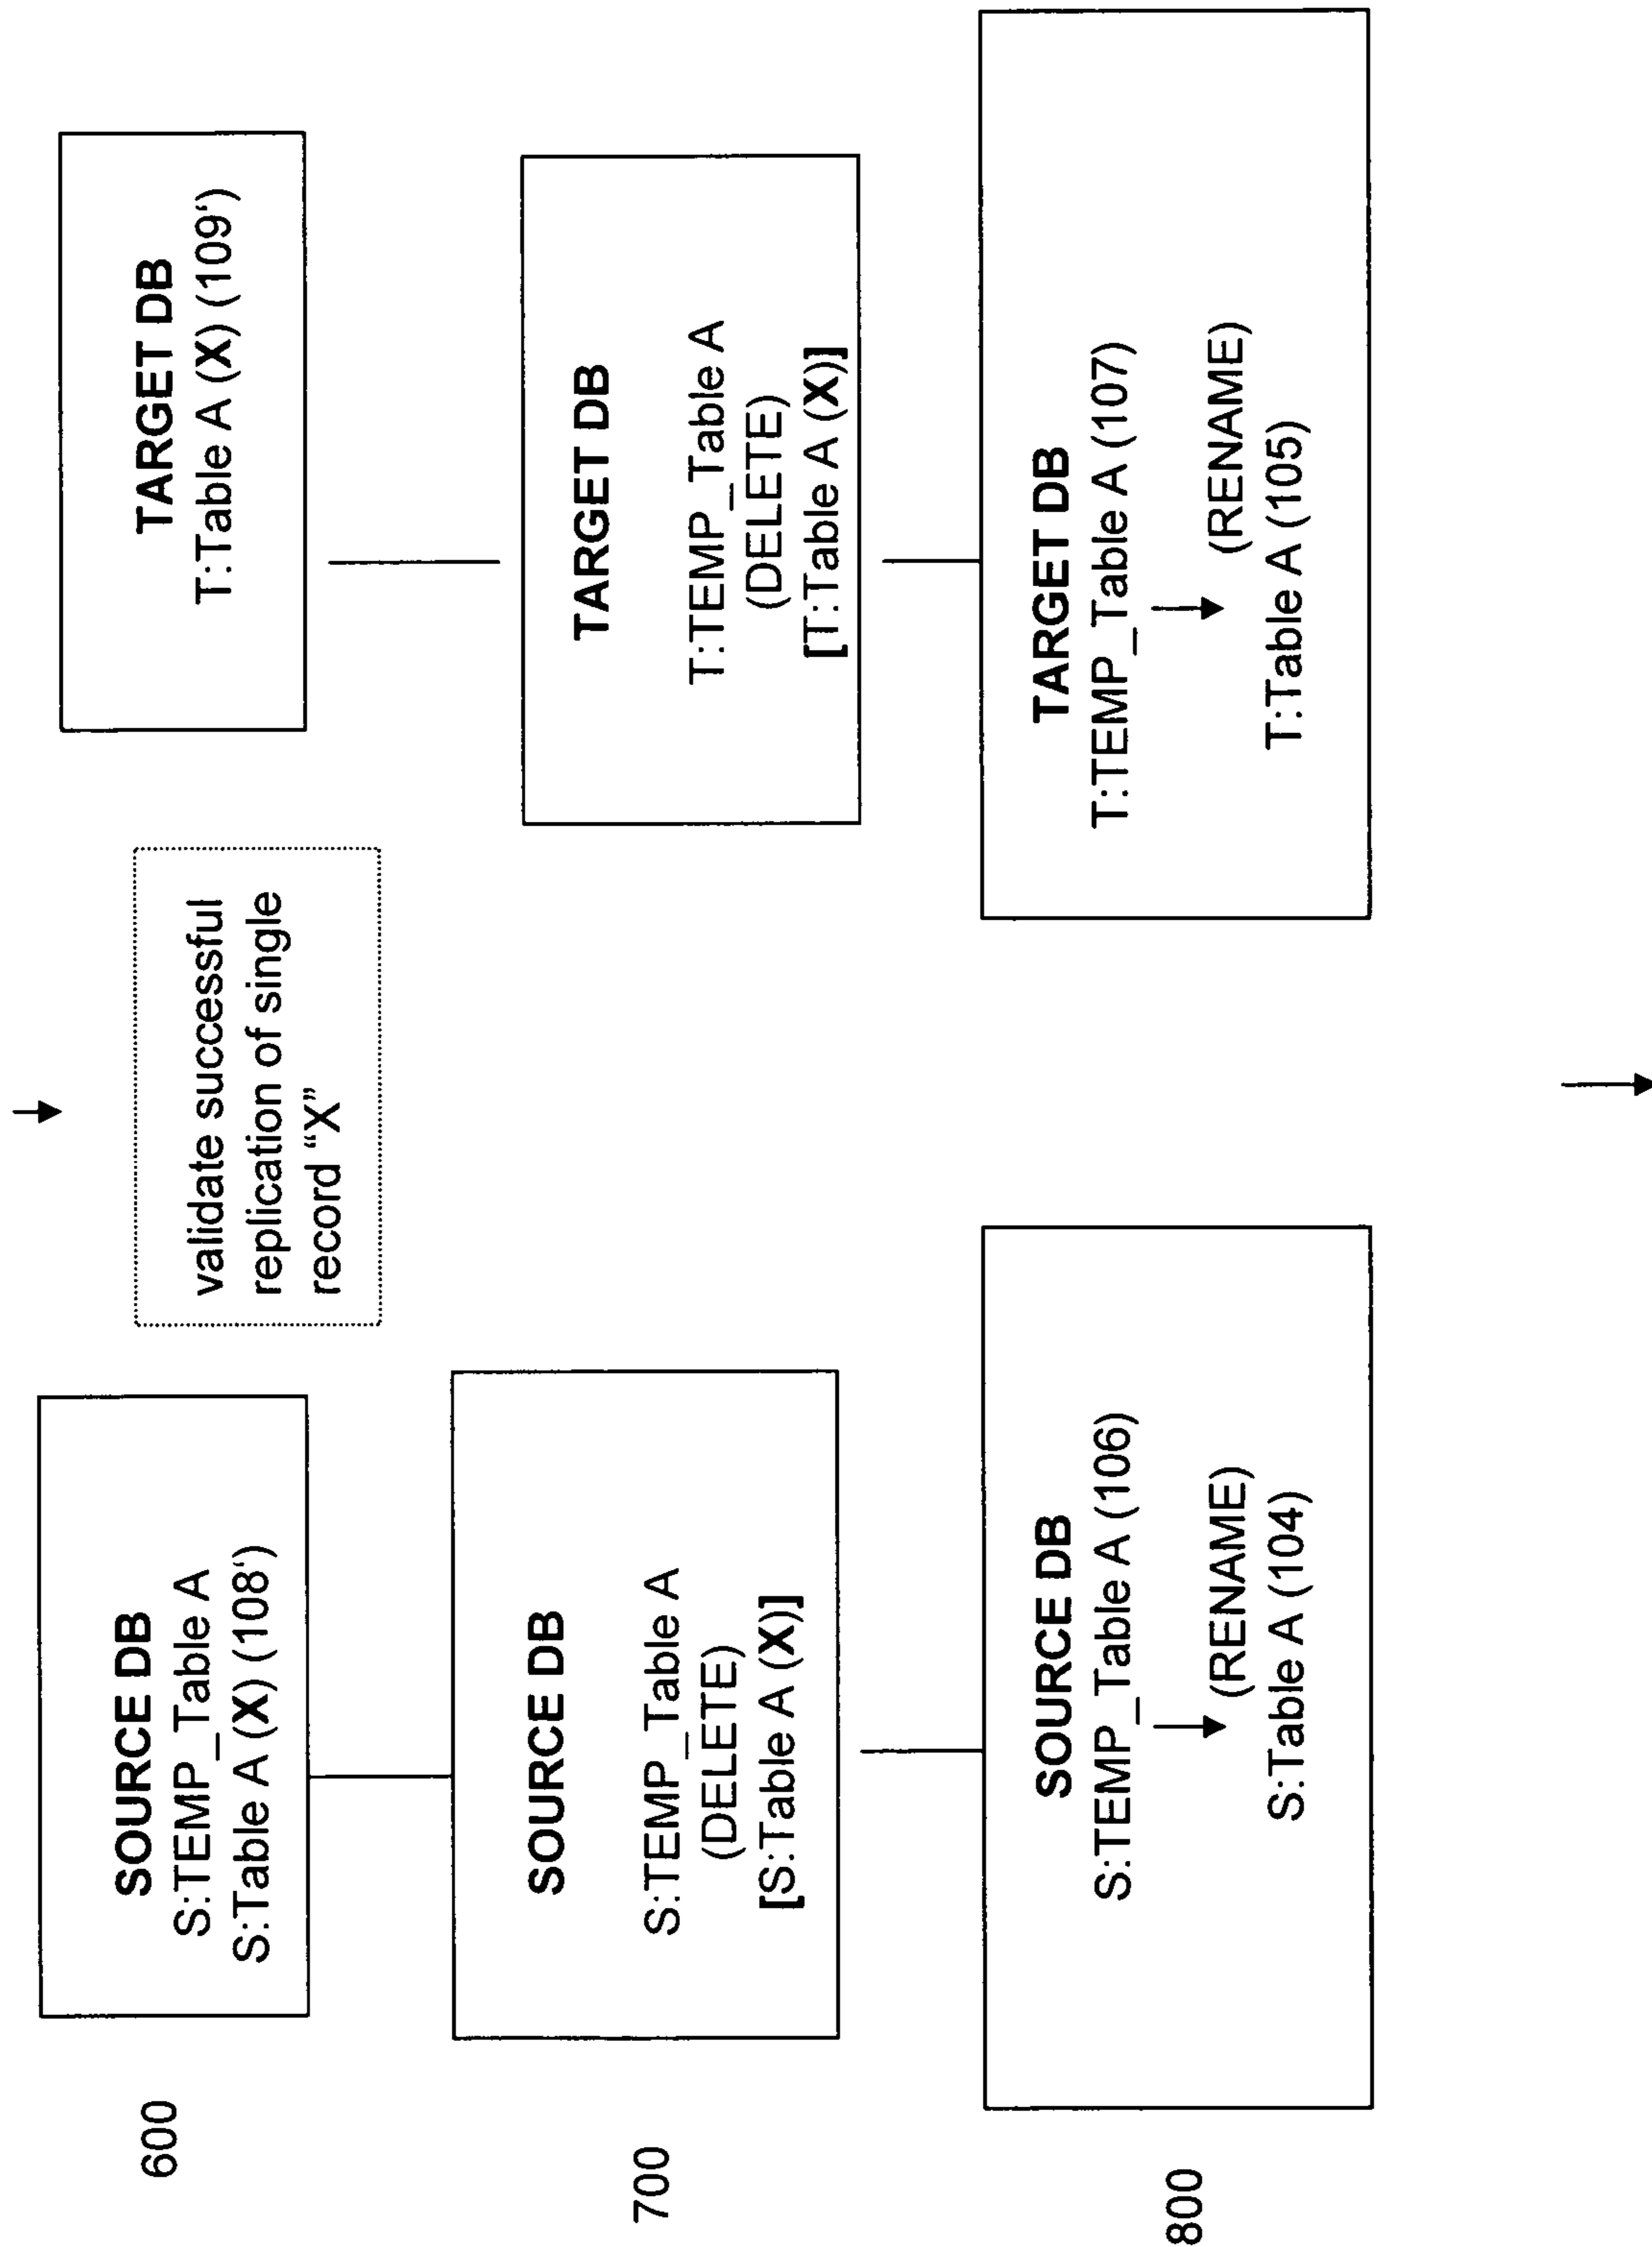 600
SOURCE DB
S:TEMP_Table A
S:Table A (X) (108‘)
validate successful
replication of single
record “X”
TARGET DB
T:Table A (X) (109‘)
700
SOURCE DB
S:TEMP_Table A
(DELETE)
[S:Table A (X)]
TARGET DB
T:TEMP_Table A
(DELETE)
[T:Table A (X)]
800
SOURCE DB
S:TEMP_Table A (106)
(RENAME)
S:Table A (104)
TARGET DB
T:TEMP_Table A (107)
(RENAME)
T:Table A (105)